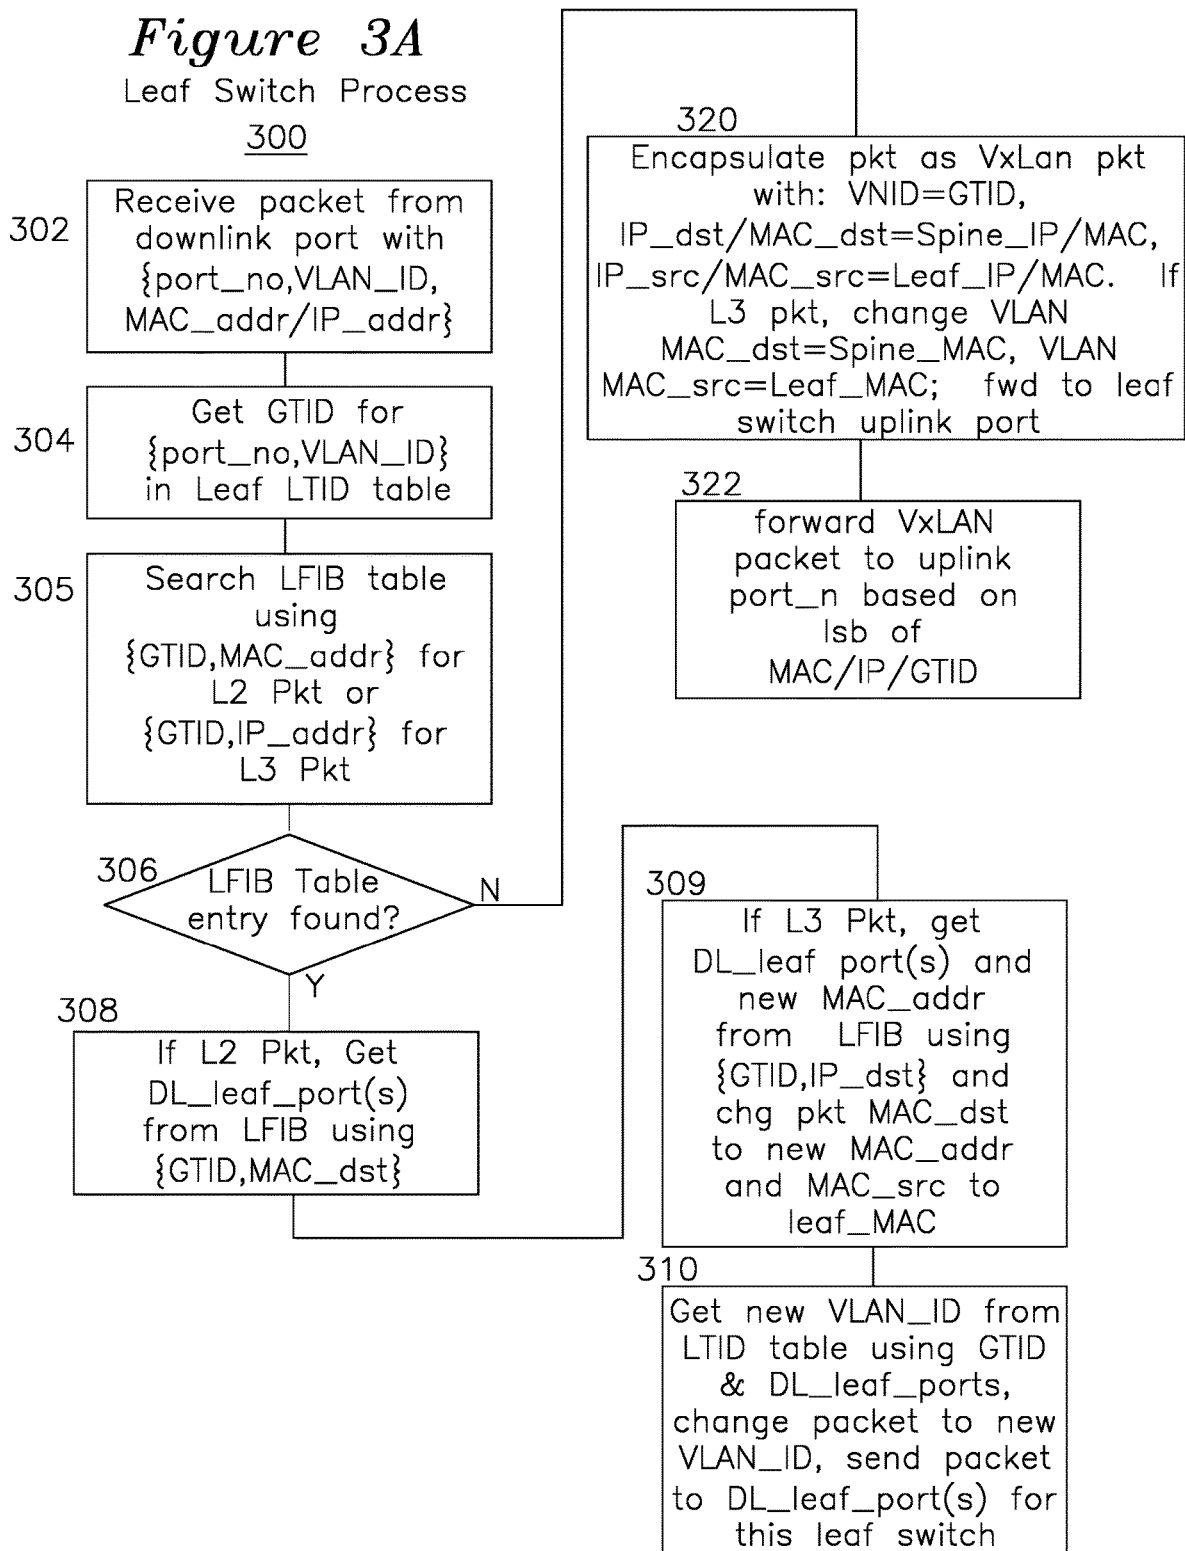 Figure 3A
Leaf Switch Process
300
302
Receive packet from
downlink port with
{port_no,VLAN_ID,
MAC_addr/IP_addr}
304
Get GTID for
{port_no,VLAN_ID}
in Leaf LTID table
305
Search LFIB table
using
{GTID,MAC_addr} for
L2 Pkt or
{GTID,IP_addr} for
L3 Pkt
306
LFIB Table
entry found?
N
Y
308
If L2 Pkt, Get
DL_leaf_port(s)
from LFIB using
{GTID,MAC_dst}
320
Encapsulate pkt as VxLan pkt
with: VNID=GTID,
IP_dst/MAC_dst=Spine_IP/MAC,
IP_src/MAC_src=Leaf_IP/MAC. If
L3 pkt, change VLAN
MAC_dst=Spine_MAC, VLAN
MAC_src=Leaf_MAC; fwd to leaf
switch uplink port
322
forward VxLAN
packet to uplink
port_n based on
lsb of
MAC/IP/GTID
309
If L3 Pkt, get
DL_leaf port(s) and
new MAC_addr
from LFIB using
{GTID,IP_dst} and
chg pkt MAC_dst
to new MAC_addr
and MAC_src to
leaf_MAC
310
Get new VLAN_ID from
LTID table using GTID
& DL_leaf_ports,
change packet to new
VLAN_ID, send packet
to DL_leaf_port(s) for
this leaf switch